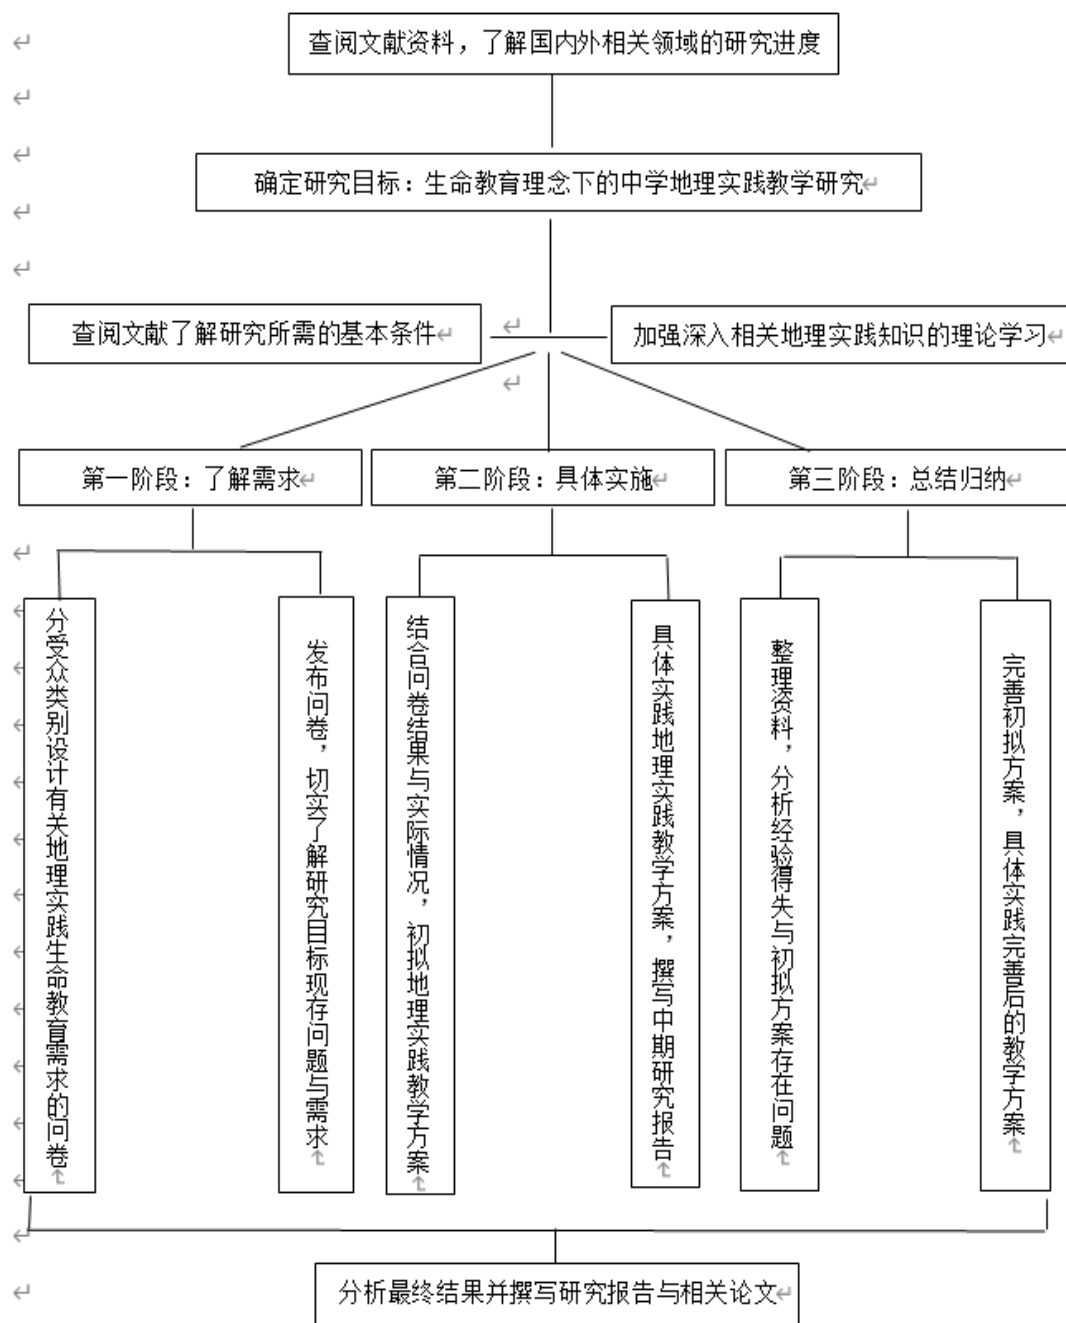 查阅文献资料，了解国内外相关领域的研究进度
确定研究目标：生命教育理念下的中学地理实践教学研究
查阅文献了解研究所需的基本条件
加强深入相关地理实践知识的理论学习
第一阶段：了解需求
第二阶段：具体实施
第三阶段：总结归纳
分受众类别设计有关地理实践生命教育需求的问卷
发布问卷，切实了解研究目标现存问题与需求
结合问卷结果与实际情况，初拟地理实践教学方案
具体实践地理实践教学方案，撰写中期研究报告
整理资料，分析经验得失与初拟方案存在问题
完善初拟方案，具体实践完善后的教学方案
分析最终结果并撰写研究报告与相关论文